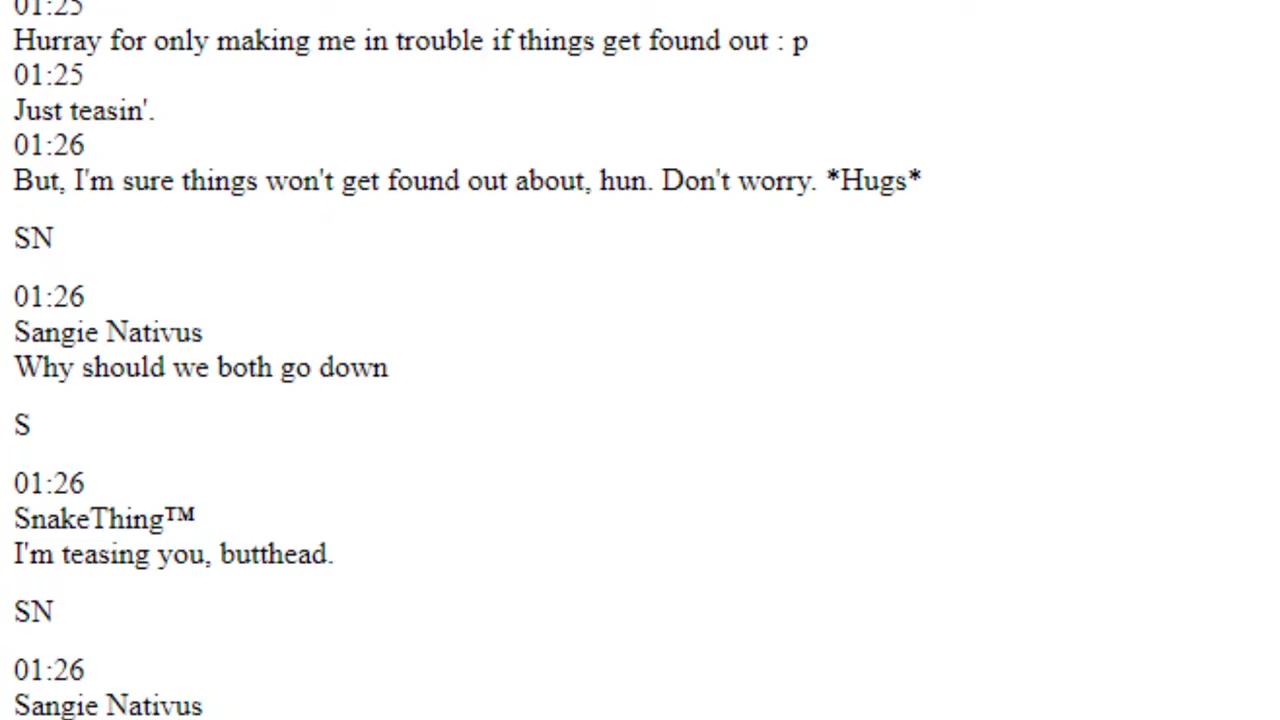 01:25
Hurray for only making me in trouble if things get found out : p
01:25
Just teasin'.
01:26
But, I'm sure things won't get found out about, hun. Don't worry. *Hugs*
SN
01:26
Sangie Nativus
Why should we both go down
S
01:26
SnakeThing™
I'm teasing you, butthead.
SN
01:26
Sangie Nativus